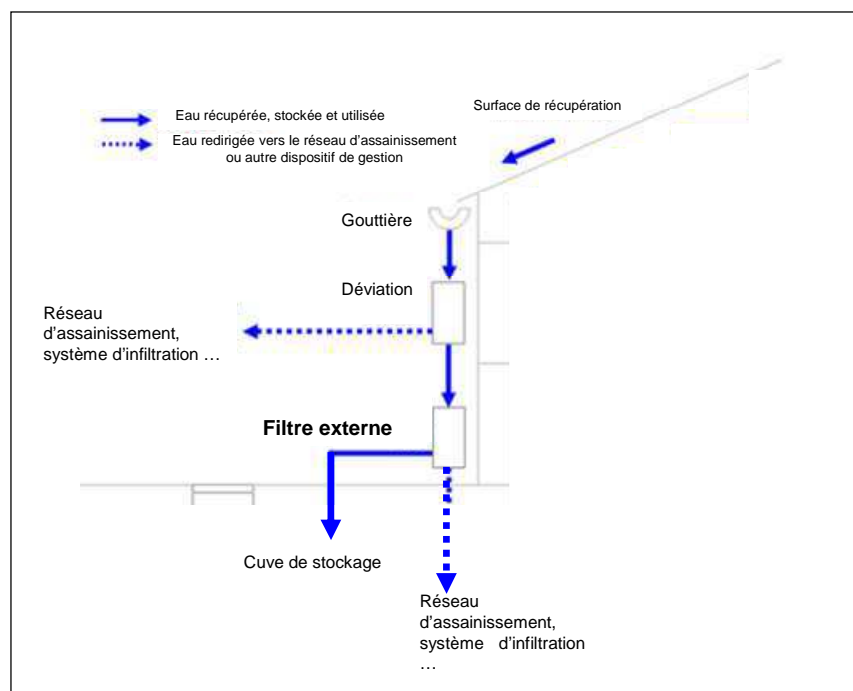 Surface de récupération
Eau récupérée, stockée et utilisée
Eau redirigée vers le réseau d'assainissement
ou autre dispositif de gestion
Gouttière
Déviation
Réseau
d'assainissement,
système d'infiltration …
Filtre externe
Cuve de stockage
Réseau
d'assainissement,
système d'infiltration
…